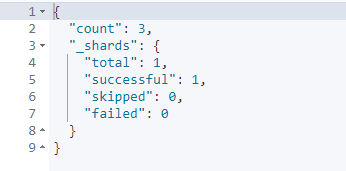 1 {
2 "count": 3,
3 "_shards": {
4 "total": 1,
5 "successful": 1,
6 "skipped": 0,
7 "failed": 0
8 }
9 }